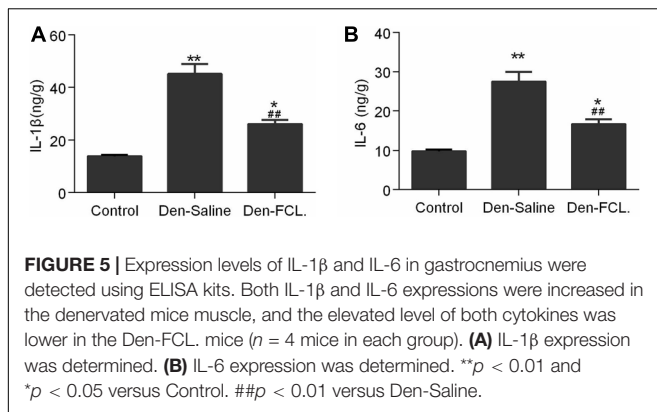 A
IL-1β(ng/g)
60
40
20
0
**
*
##
Control Den-Saline Den-FCL.
B
IL-6 (ng/g)
40
30
20
10
0
**
*
##
Control Den-Saline Den-FCL.
FIGURE 5 | Expression levels of IL-1β and IL-6 in gastrocnemius were
detected using ELISA kits. Both IL-1β and IL-6 expressions were increased in
the denervated mice muscle, and the elevated level of both cytokines was
lower in the Den-FCL. mice (n = 4 mice in each group). (A) IL-1β expression
was determined. (B) IL-6 expression was determined. **p < 0.01 and
*p < 0.05 versus Control. ##p < 0.01 versus Den-Saline.